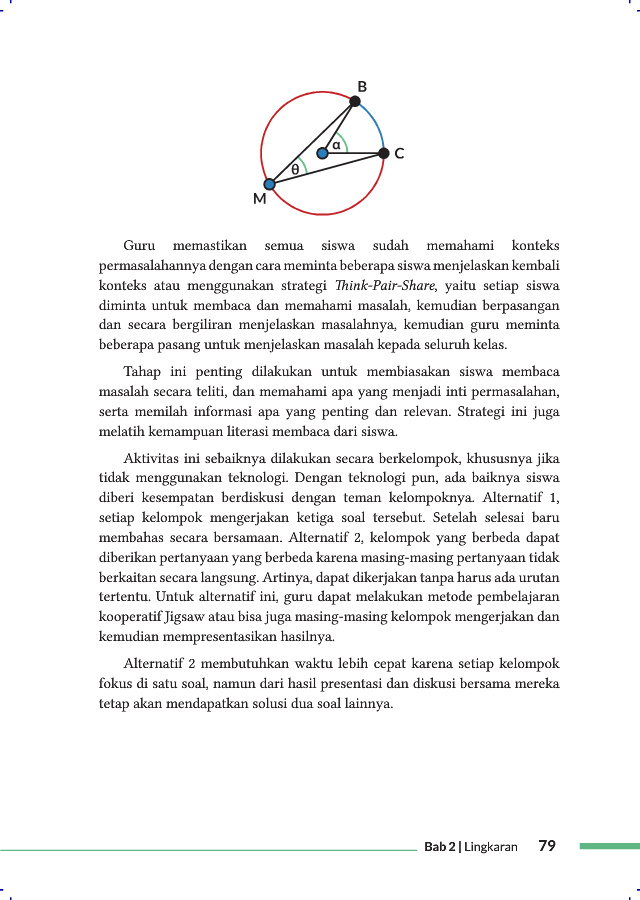 B
α
C
θ
M
Guru memastikan semua siswa sudah memahami konteks
permasalahannya dengan cara meminta beberapa siswa menjelaskan kembali
konteks atau menggunakan strategi Think-Pair-Share, yaitu setiap siswa
diminta untuk membaca dan memahami masalah, kemudian berpasangan
dan secara bergiliran menjelaskan masalahnya, kemudian guru meminta
beberapa pasang untuk menjelaskan masalah kepada seluruh kelas.
Tahap ini penting dilakukan untuk membiasakan siswa membaca
masalah secara teliti, dan memahami apa yang menjadi inti permasalahan,
serta memilah informasi apa yang penting dan relevan. Strategi ini juga
melatih kemampuan literasi membaca dari siswa.
Aktivitas ini sebaiknya dilakukan secara berkelompok, khususnya jika
tidak menggunakan teknologi. Dengan teknologi pun, ada baiknya siswa
diberi kesempatan berdiskusi dengan teman kelompoknya. Alternatif 1,
setiap kelompok mengerjakan ketiga soal tersebut. Setelah selesai baru
membahas secara bersamaan. Alternatif 2, kelompok yang berbeda dapat
diberikan pertanyaan yang berbeda karena masing-masing pertanyaan tidak
berkaitan secara langsung. Artinya, dapat dikerjakan tanpa harus ada urutan
tertentu. Untuk alternatif ini, guru dapat melakukan metode pembelajaran
kooperatif Jigsaw atau bisa juga masing-masing kelompok mengerjakan dan
kemudian mempresentasikan hasilnya.
Alternatif 2 membutuhkan waktu lebih cepat karena setiap kelompok
fokus di satu soal, namun dari hasil presentasi dan diskusi bersama mereka
tetap akan mendapatkan solusi dua soal lainnya.
Bab 2 | Lingkaran 79